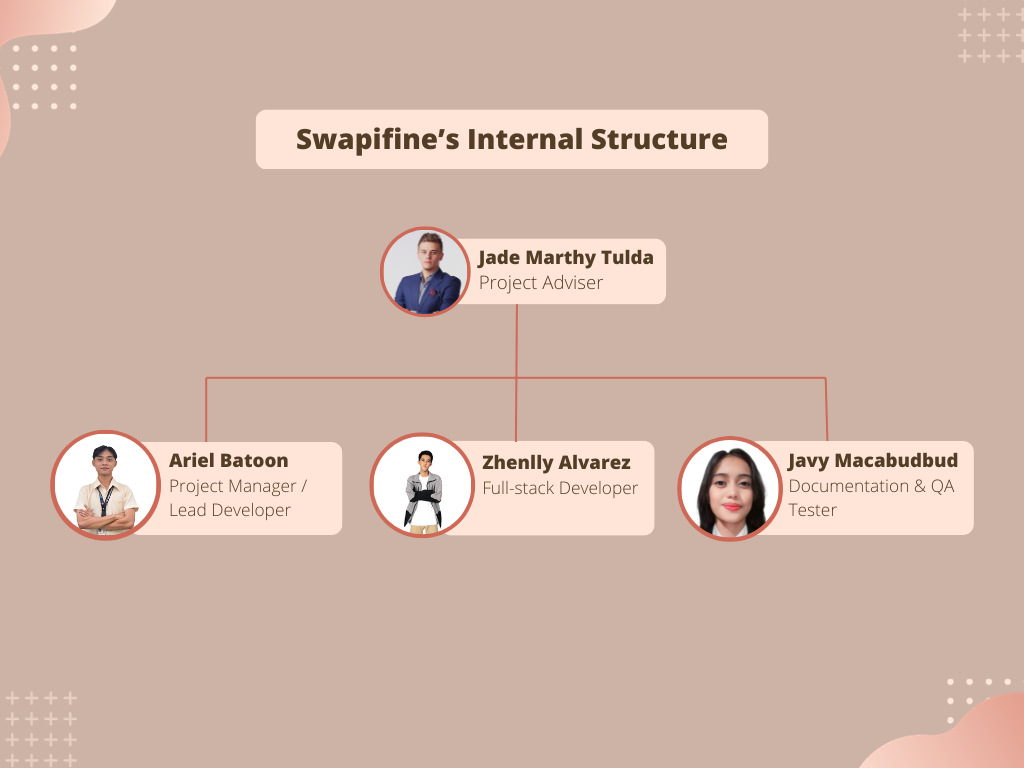 Swapifine’s Internal Structure
Jade Marthy Tulda
Project Adviser
Ariel Batoon
Project Manager /
Lead Developer
Zhenlly Alvarez
Full-stack Developer
Javy Macabudbud
Documentation & QA
Tester